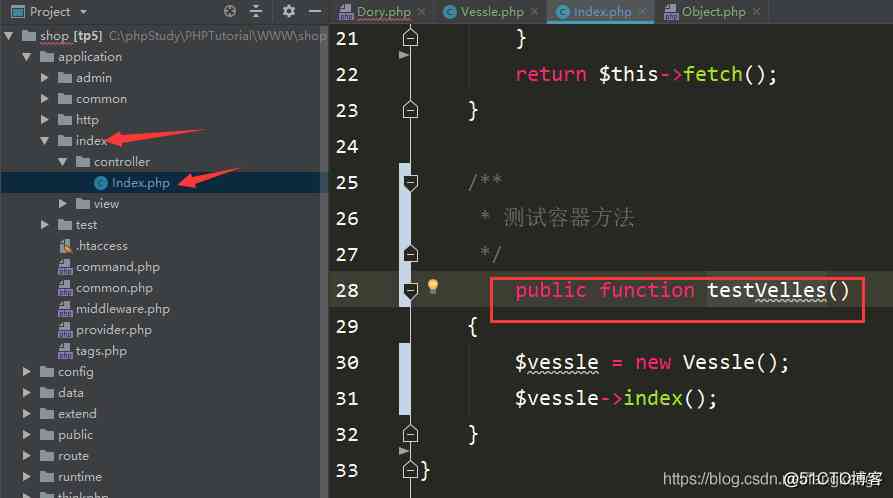 Project
shop [tp5] C:\phpStudy\PHPTutorial\WWW\shop
application
admin
common
http
index
controller
Index.php
view
test
.htaccess
command.php
common.php
middleware.php
provider.php
tags.php
config
data
extend
public
route
runtime
thinkphp
Dory.php
Vessle.php
Index.php
Object.php
21 }
22 return $this->fetch();
23 }
24
25 /**
26 * 测试容器方法
27 */
28 public function testVelles()
29 {
30 $vessle = new Vessle();
31 $vessle->index();
32 }
33 }
https://blog.csdn.n
@51CTO博客